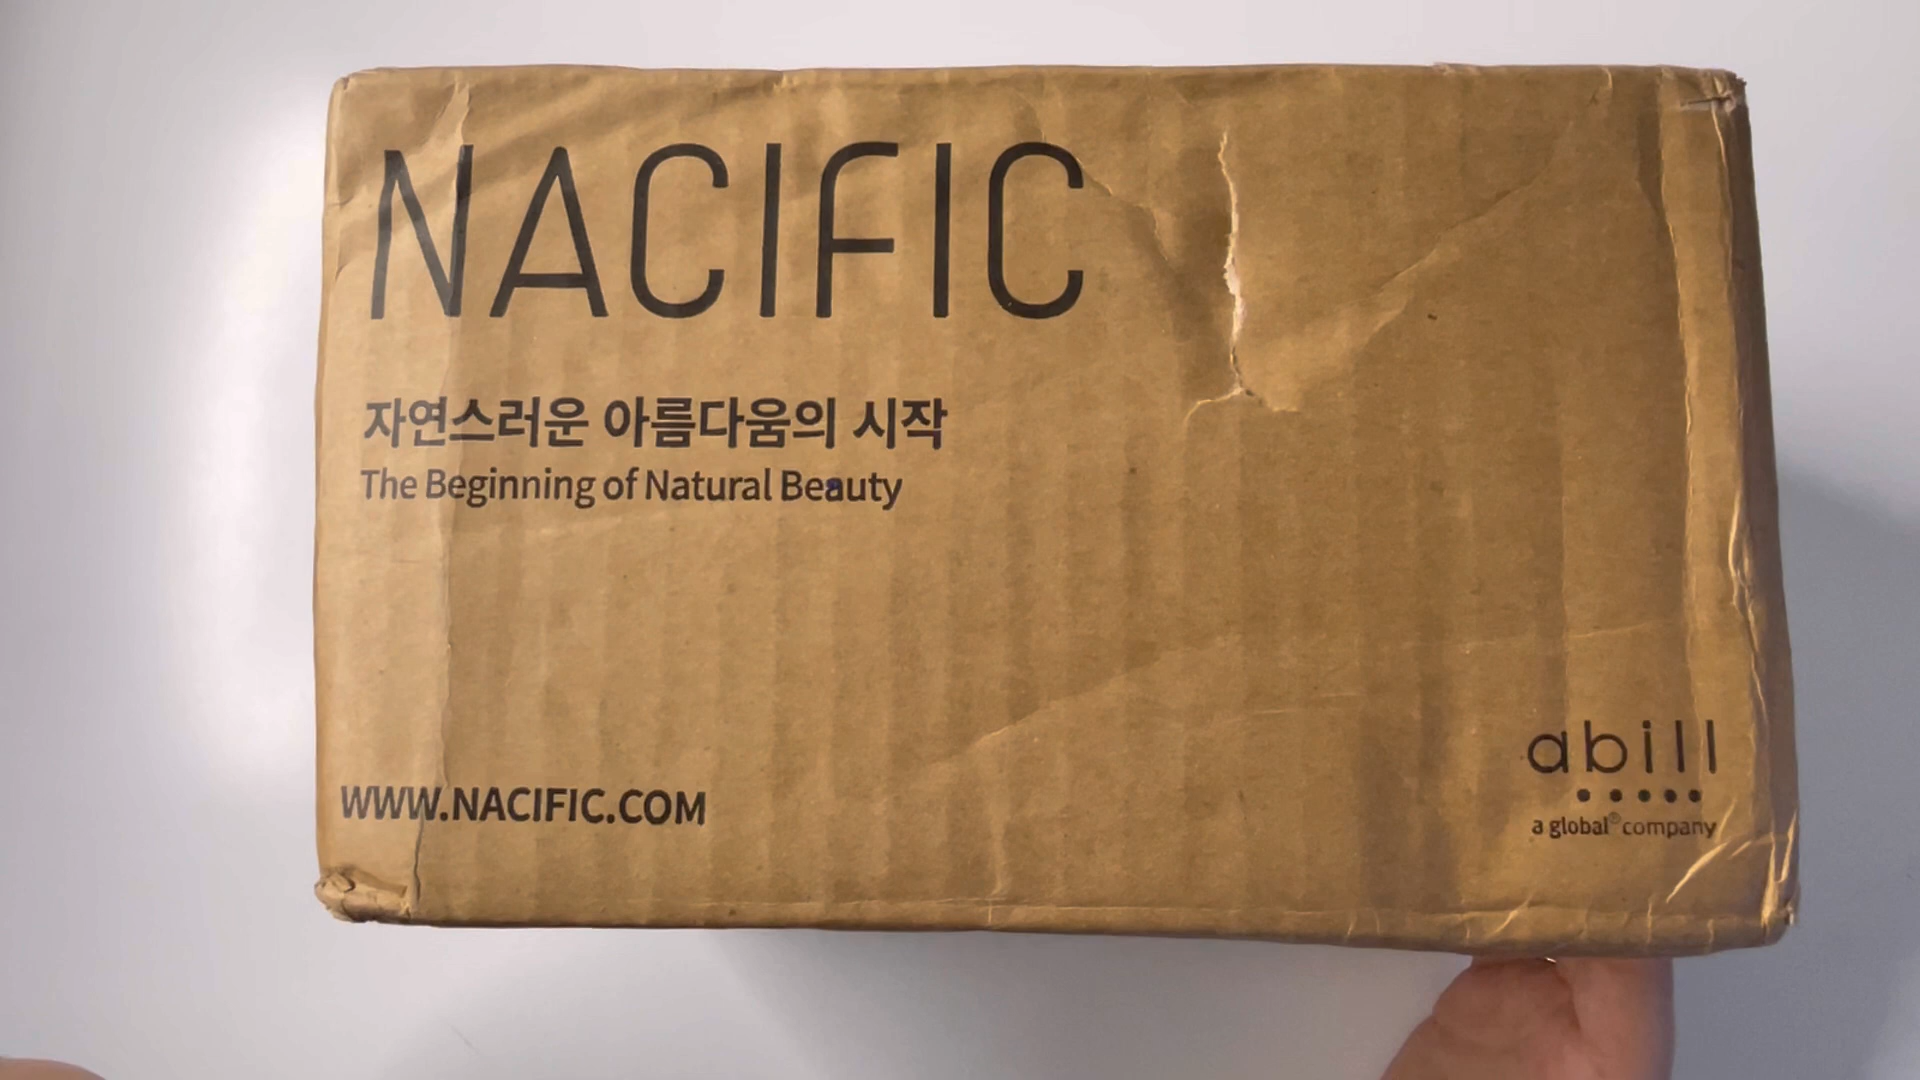 NACIFIC
자연스러운 아름다움의 시작
The Beginning of Natural Beauty
WWW.NACIFIC.COM
abill
a global® company